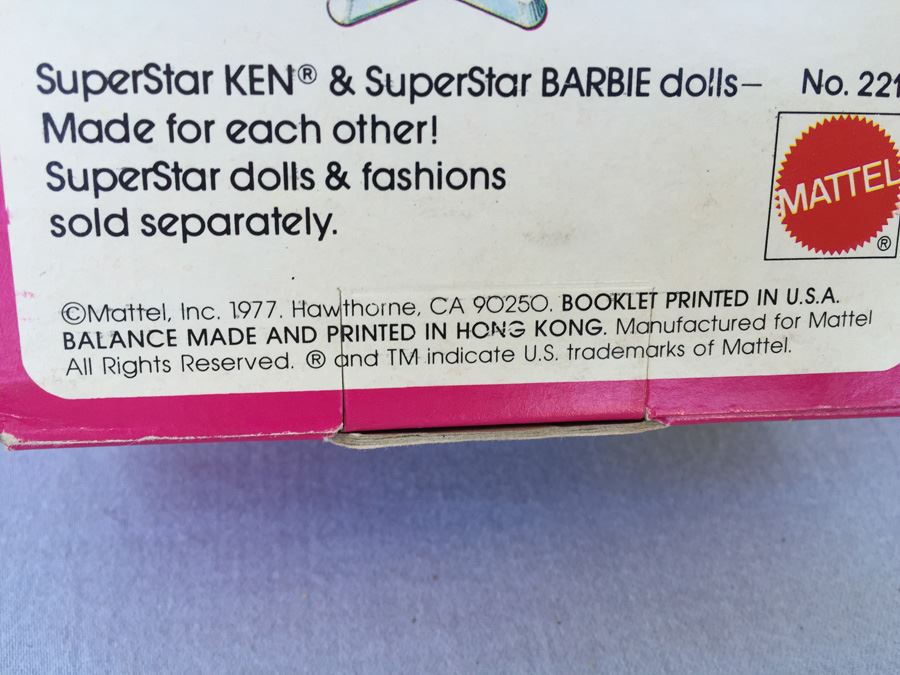 SuperStar KEN® & SuperStar BARBIE dolls— No. 221
Made for each other!
SuperStar dolls & fashions
sold separately.
MATTEL
®
©Mattel, Inc. 1977. Hawthorne, CA 90250. BOOKLET PRINTED IN U.S.A.
BALANCE MADE AND PRINTED IN HONG KONG. Manufactured for Mattel
All Rights Reserved. ® and TM indicate U.S. trademarks of Mattel.